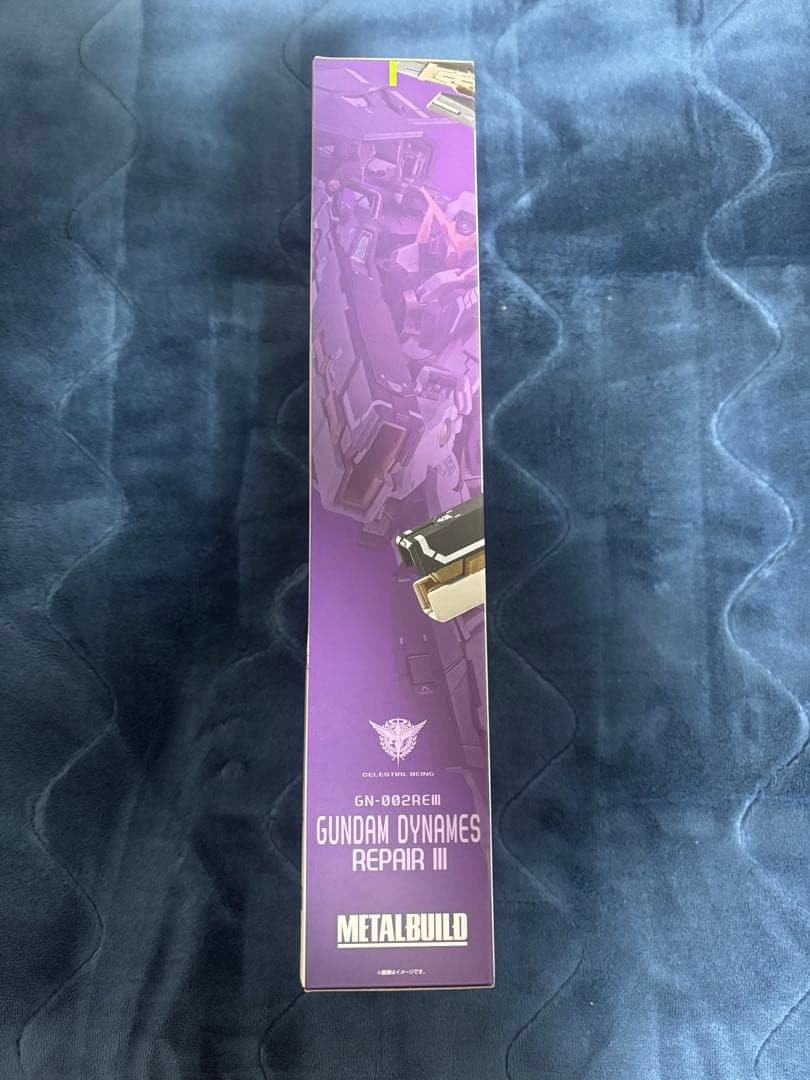 CELESTIAL BEING
GN-002REIII
GUNDAM DYNAMES
REPAIR III
METALBUILD
※画像はイメージです。